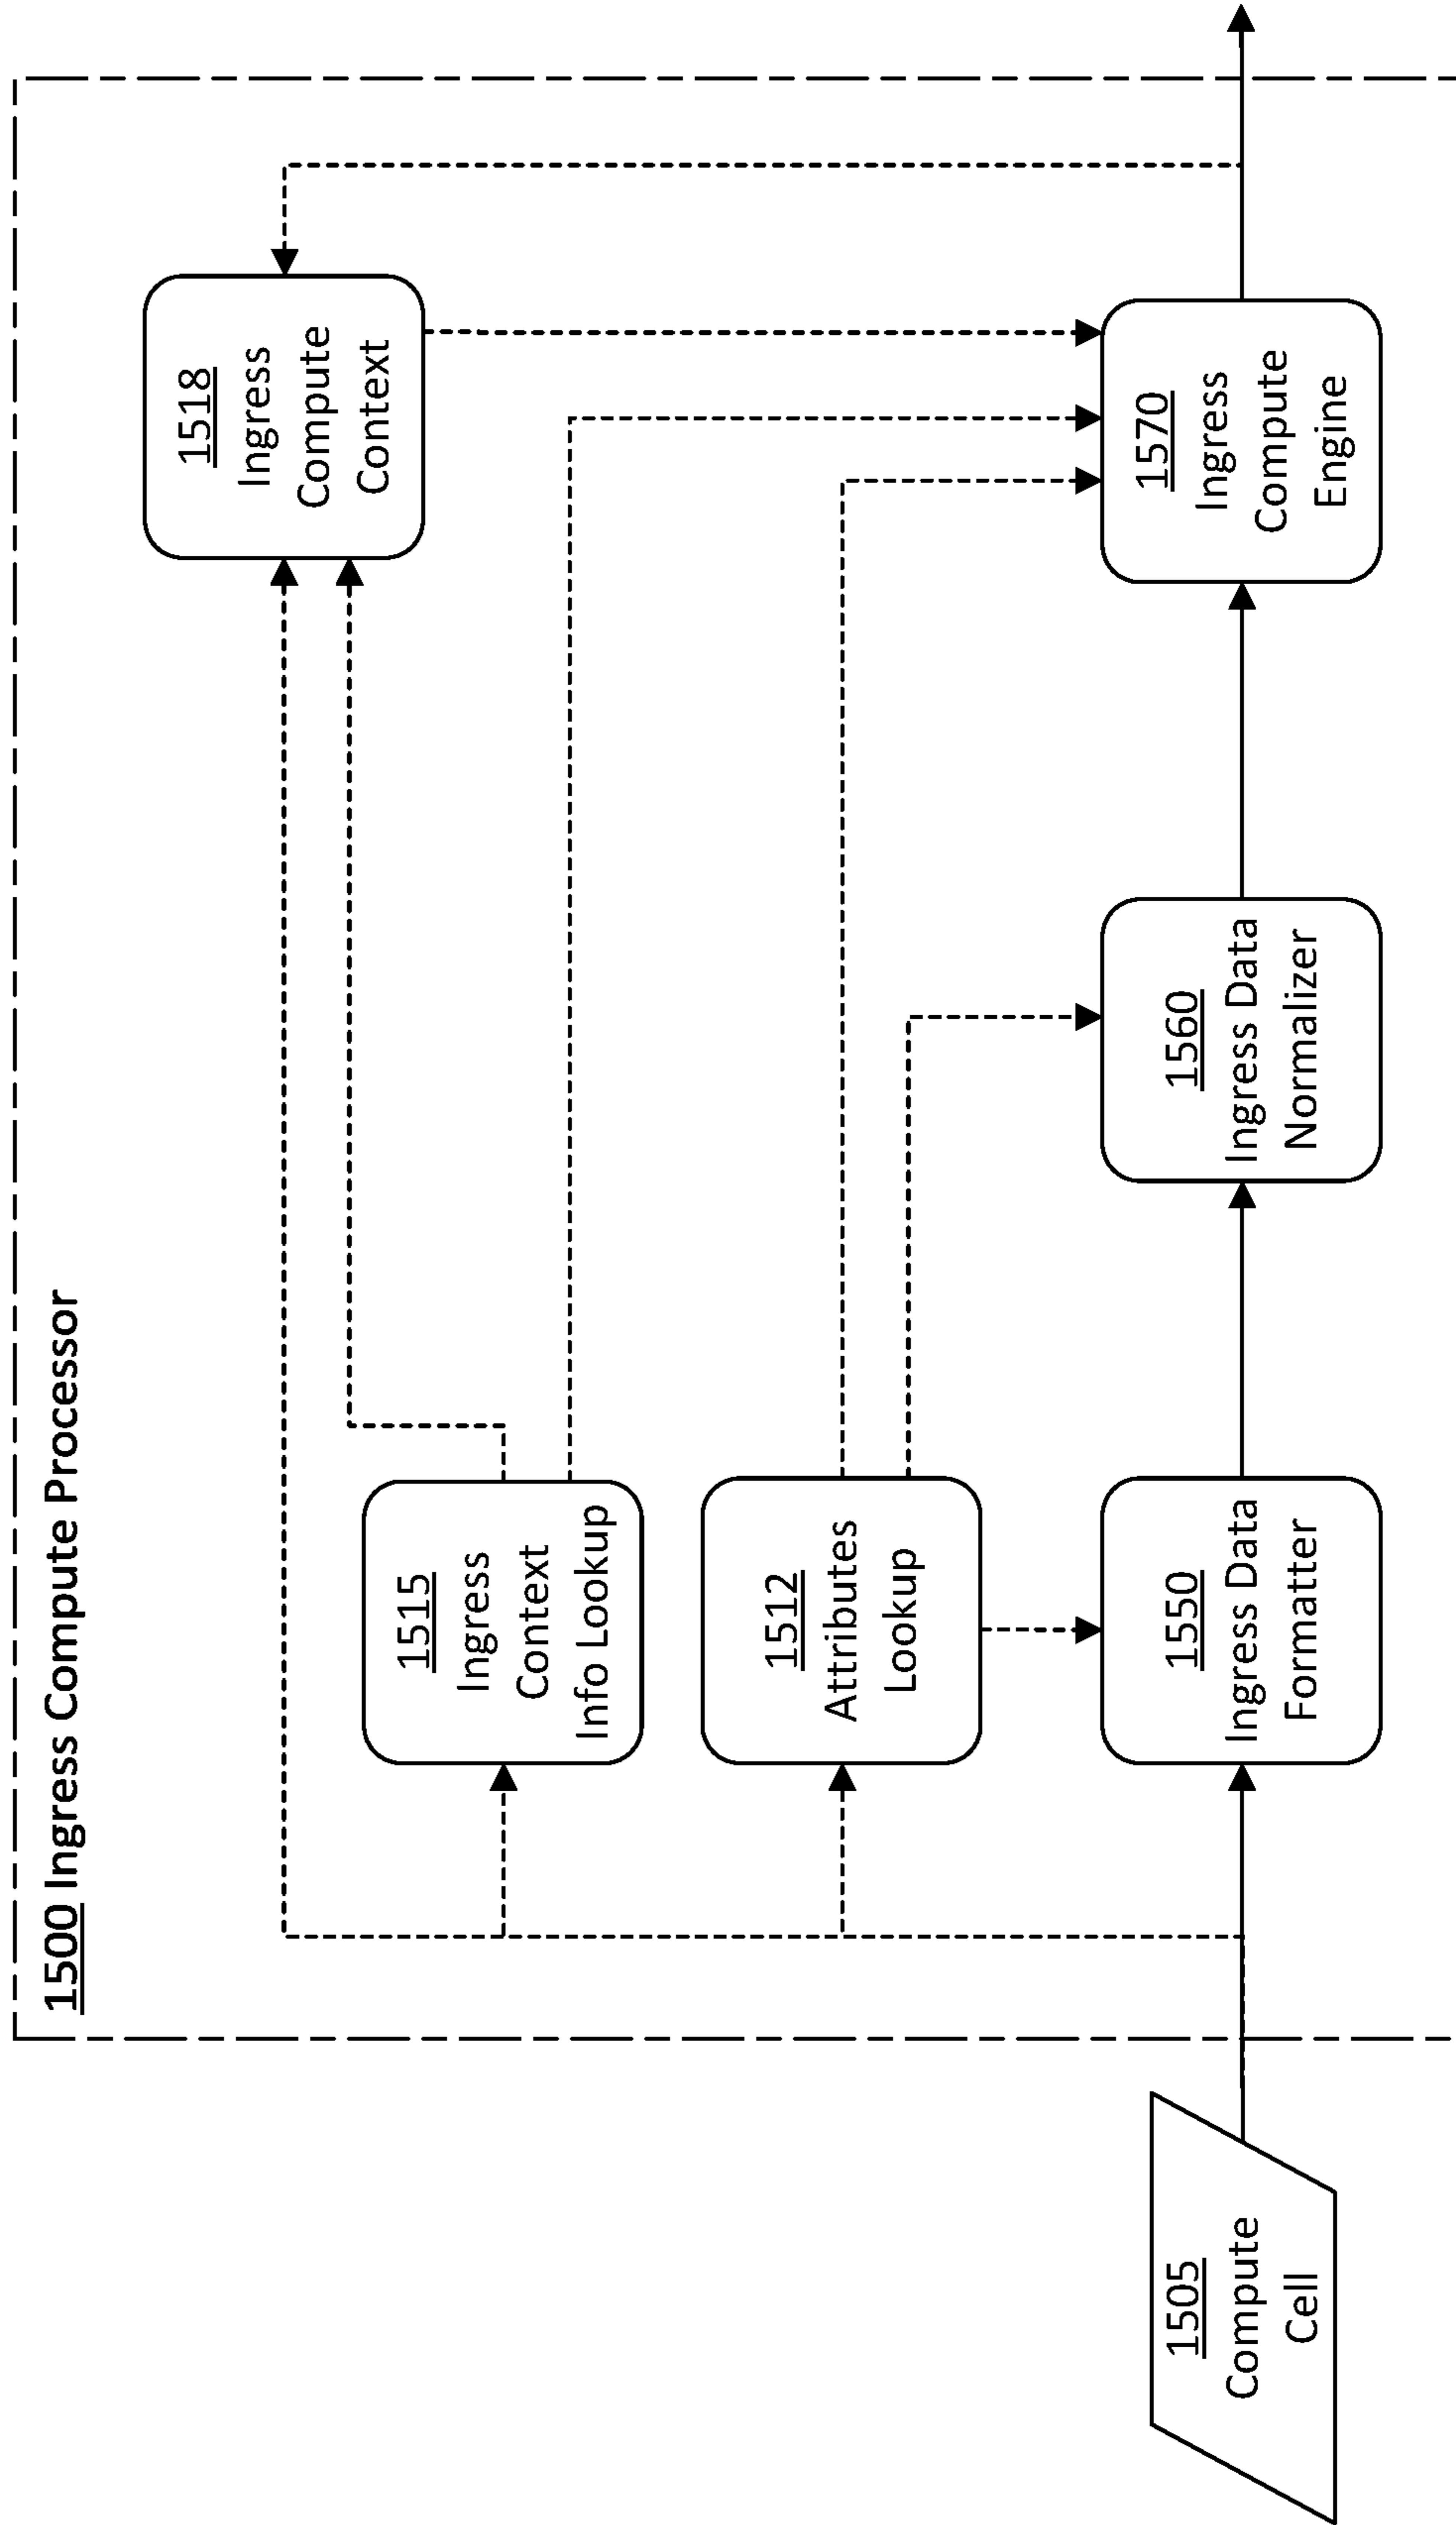 1500 Ingress Compute Processor
1518
Ingress
Compute
Context
1515
Ingress
Context
Info Lookup
1512
Attributes
Lookup
1505
Compute
Cell
1550
Ingress Data
Formatter
1560
Ingress Data
Normalizer
1570
Ingress
Compute
Engine